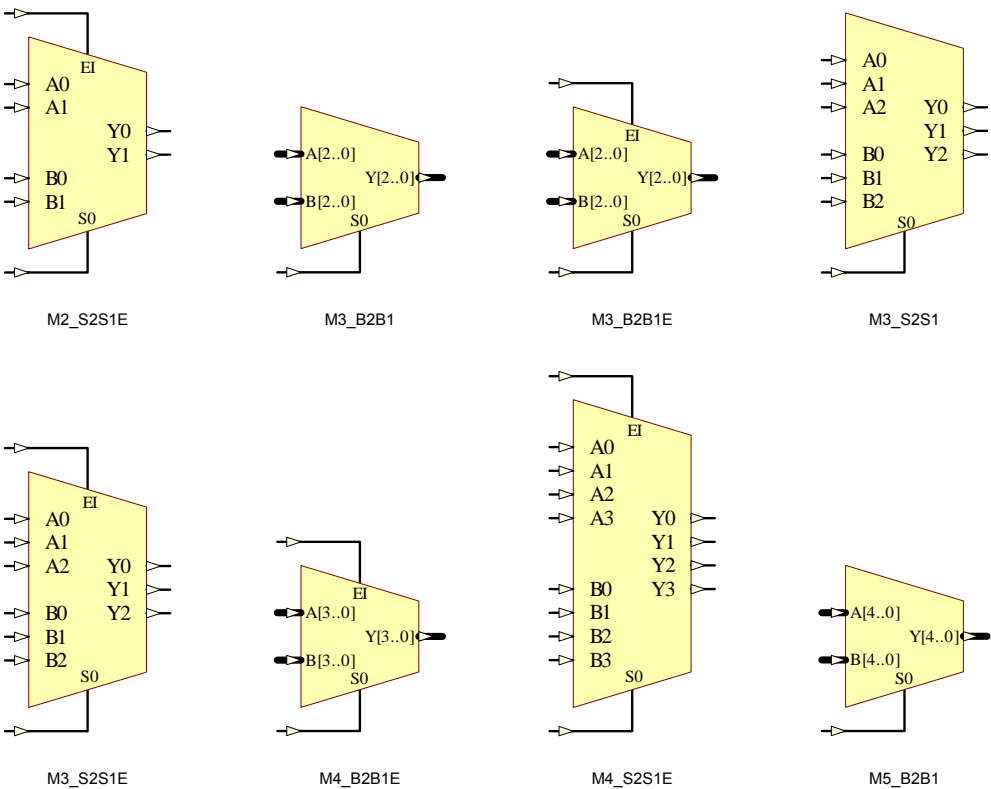 EI
A0
A1
Y0
Y1
B0
B1
S0
M2_S2S1E
A[2..0]
Y[2..0]
B[2..0]
S0
M3_B2B1
EI
A[2..0]
Y[2..0]
B[2..0]
S0
M3_B2B1E
A0
A1
A2 Y0
Y1
B0 Y2
B1
B2
S0
M3_S2S1
EI
A0
A1
A2 Y0
Y1
B0 Y2
B1
B2
S0
M3_S2S1E
EI
A[3..0]
Y[3..0]
B[3..0]
S0
M4_B2B1E
EI
A0
A1
A2
A3 Y0
Y1
Y2
B0 Y3
B1
B2
B3
S0
M4_S2S1E
A[4..0]
Y[4..0]
B[4..0]
S0
M5_B2B1